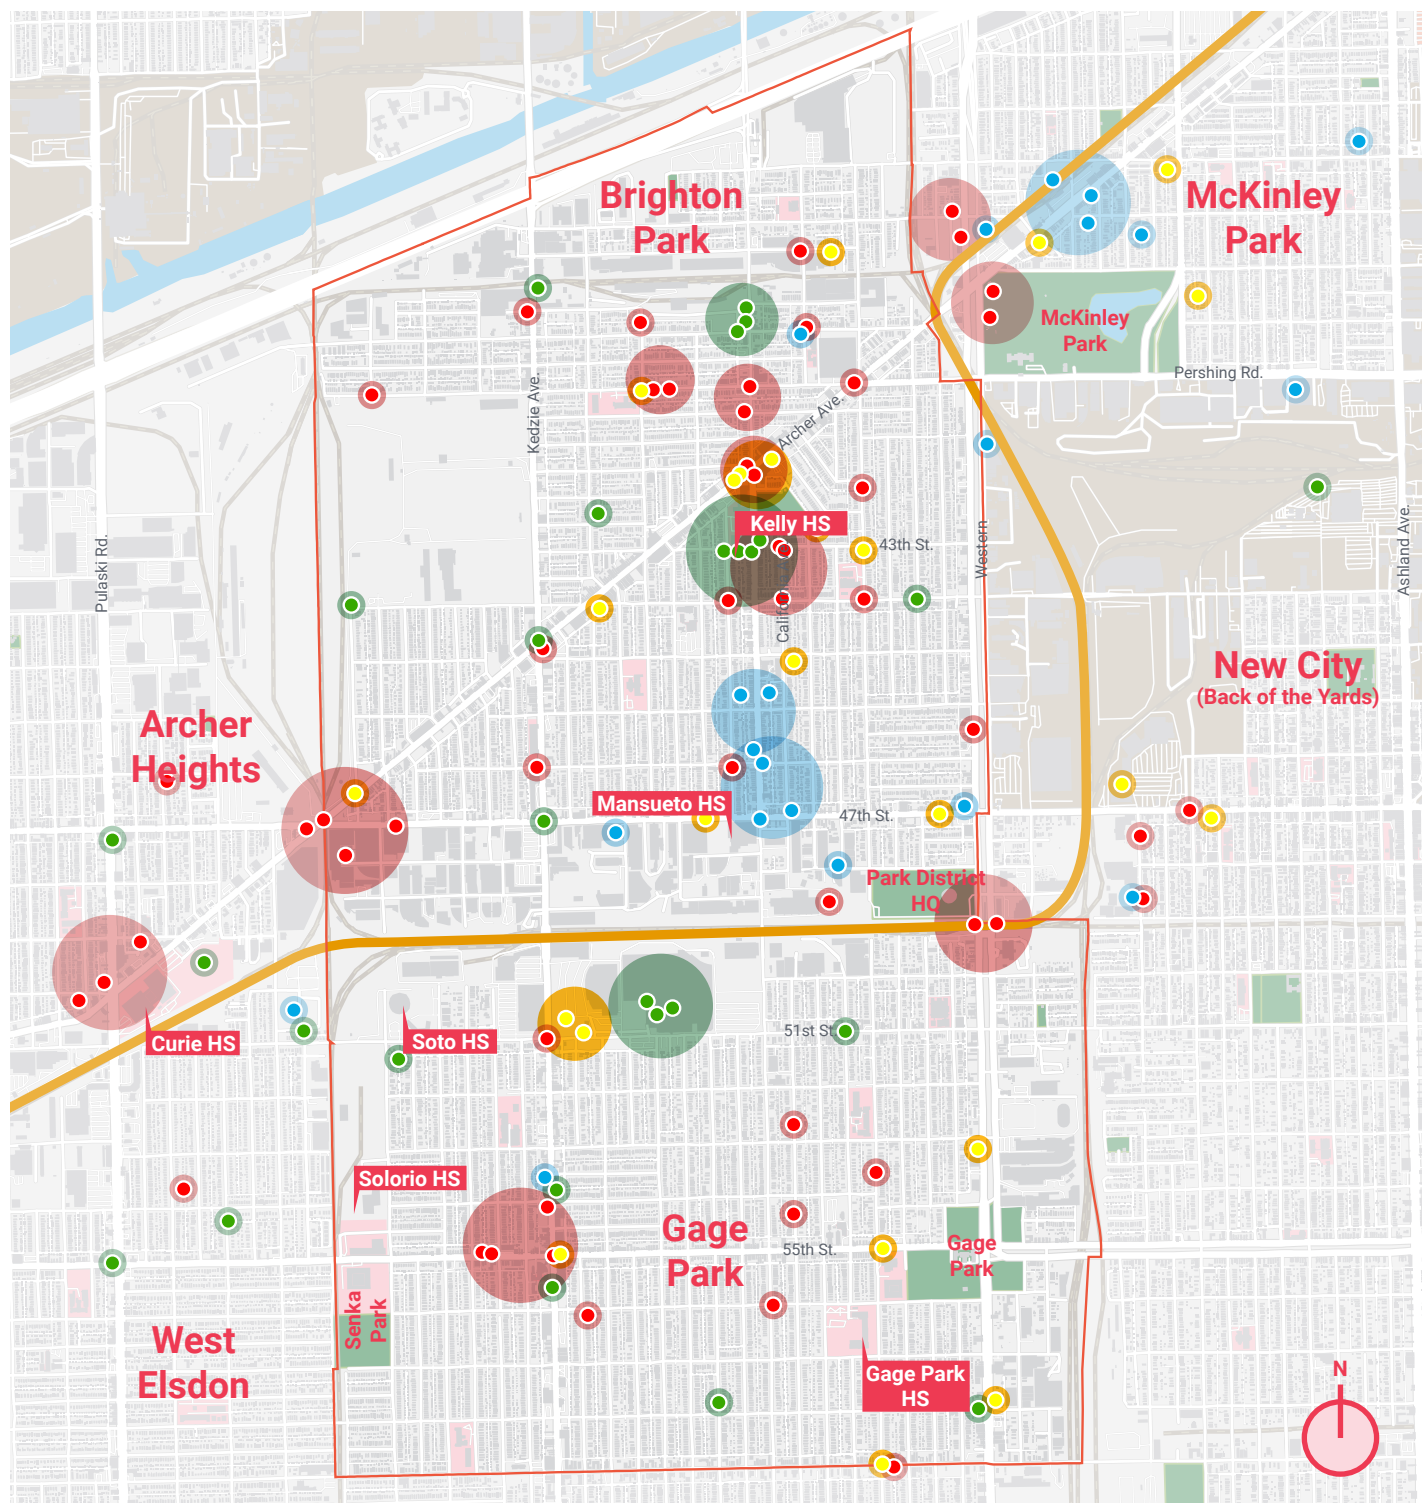 Brighton
Park
McKinley
Park
McKinley
Park
Pershing Rd.
Kedzie Ave.
Archer Ave.
Kelly HS
43th St.
Western
Ashland Ave.
Pulaski Rd.
New City
(Back of the Yards)
Archer
Heights
Mansueto HS
47th St.
Park District
HQ
Curie HS
Soto HS
51st St.
Solorio HS
Gage
Park
55th St.
Gage
Park
Senka
Park
West
Elsdon
Gage Park
HS
N